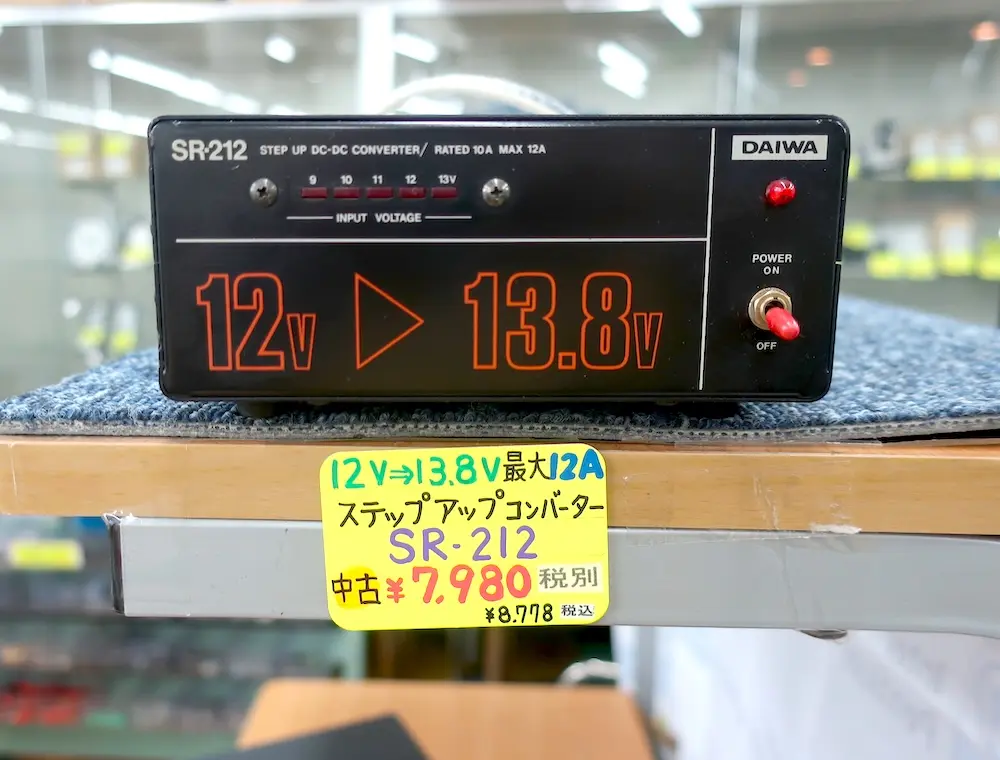 SR-212 STEP UP DC-DC CONVERTER/ RATED 10A MAX 12A
DAIWA
9 10 11 12 13V
INPUT VOLTAGE
POWER
ON
OFF
12V 13.8V
12V⇒13.8V最大12A
ステップアップコンバーター
SR-212
中古¥7,980税別
¥8.778税込